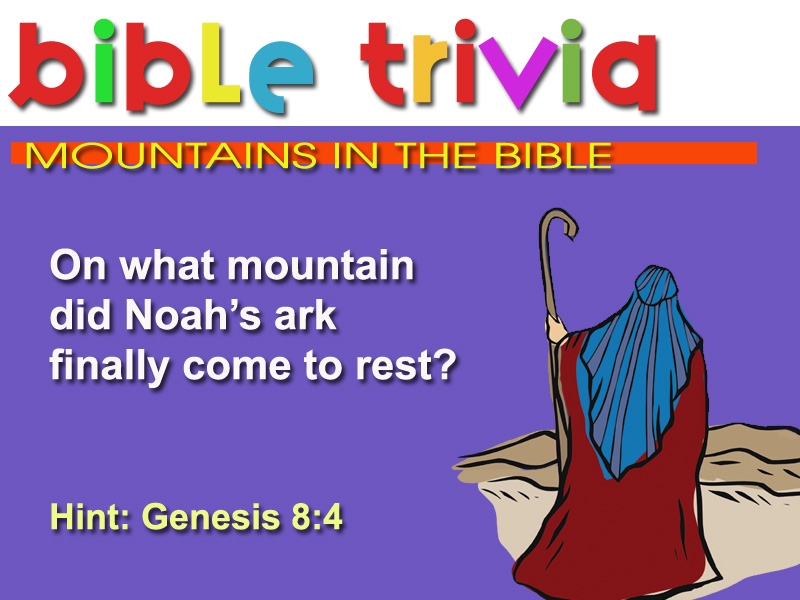 bible trivia
MOUNTAINS IN THE BIBLE
On what mountain
did Noah’s ark
finally come to rest?
Hint: Genesis 8:4